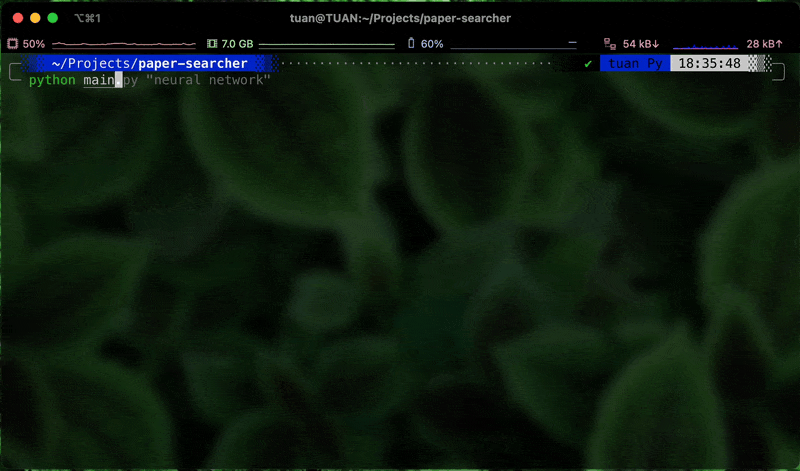 ⌥⌘1
tuan@TUAN:~/Projects/paper-searcher
50% 7.0 GB 60% 54 kB↓ 28 kB↑
~/Projects/paper-searcher ✔ tuan Py 18:35:48
python main.py "neural network"